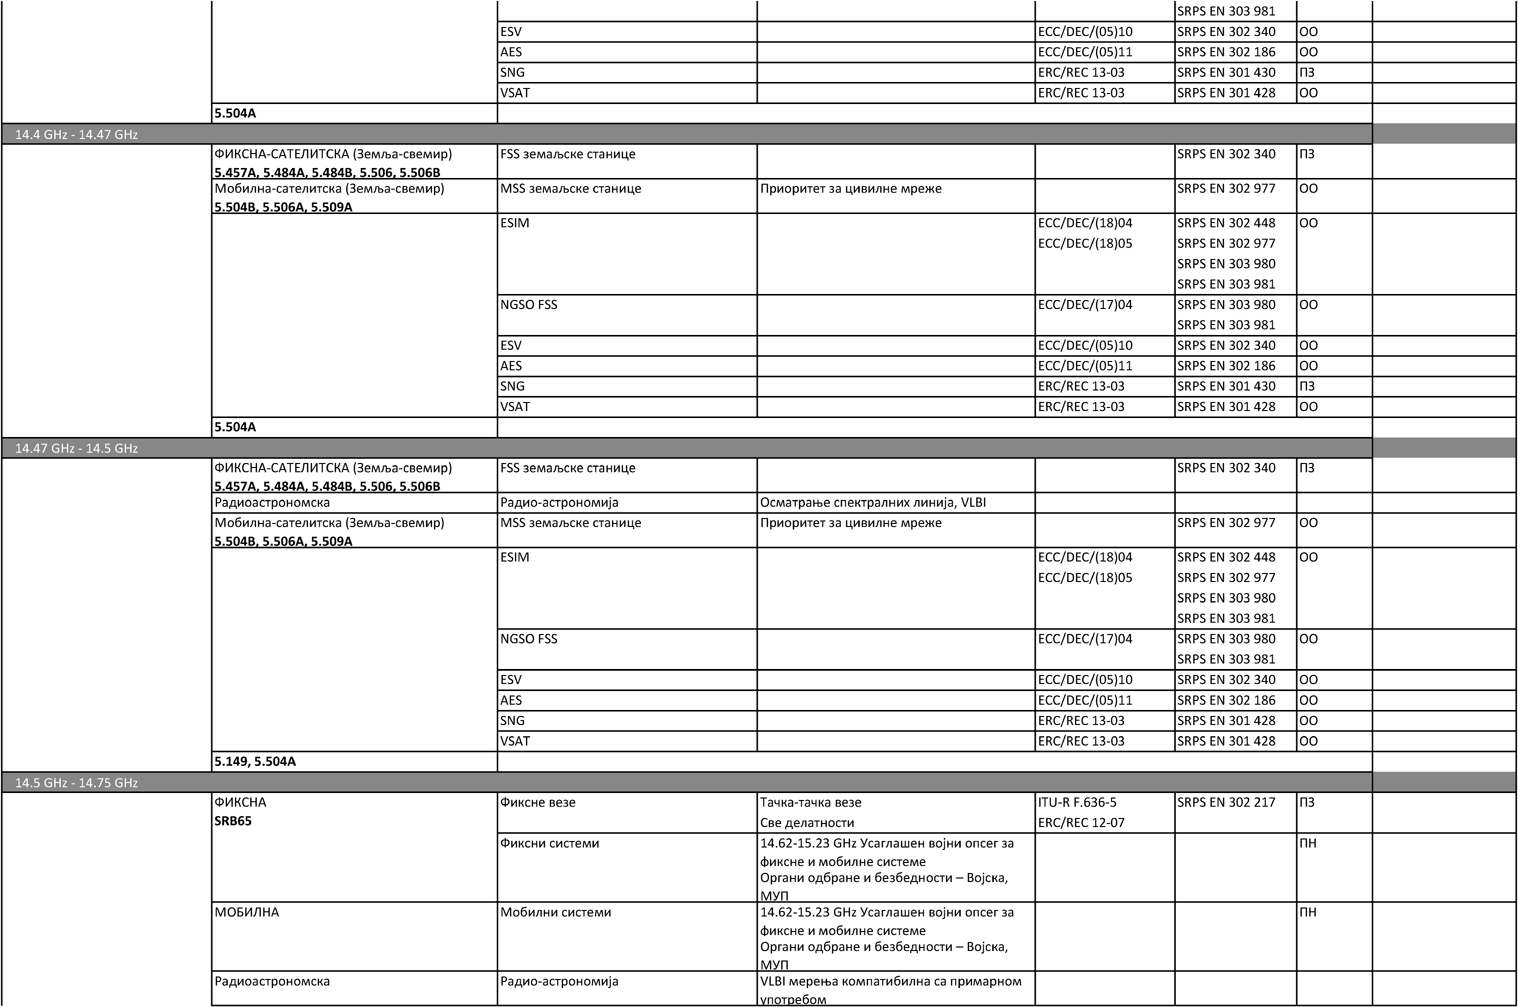 SRPS EN 303 981
ESV ECC/DEC/(05)10 SRPS EN 302 340 ОО
AES ECC/DEC/(05)11 SRPS EN 302 186 ОО
SNG ERC/REC 13-03 SRPS EN 301 430 ПЗ
VSAT ERC/REC 13-03 SRPS EN 301 428 ОО
5.504A
14.4 GHz - 14.47 GHz
ФИКСНА-САТЕЛИТСКА (Земља-свемир) FSS земаљске станице SRPS EN 302 340 ПЗ
5.457A, 5.484A, 5.484B, 5.506, 5.506B
Мобилна-сателитска (Земља-свемир) MSS земаљске станице Приоритет за цивилне мреже SRPS EN 302 977 ОО
5.504B, 5.506A, 5.509A
ESIM ECC/DEC/(18)04 SRPS EN 302 448 ОО
ECC/DEC/(18)05 SRPS EN 302 977
SRPS EN 303 980
SRPS EN 303 981
NGSO FSS ECC/DEC/(17)04 SRPS EN 303 980 ОО
SRPS EN 303 981
ESV ECC/DEC/(05)10 SRPS EN 302 340 ОО
AES ECC/DEC/(05)11 SRPS EN 302 186 ОО
SNG ERC/REC 13-03 SRPS EN 301 430 ПЗ
VSAT ERC/REC 13-03 SRPS EN 301 428 ОО
5.504A
14.47 GHz - 14.5 GHz
ФИКСНА-САТЕЛИТСКА (Земља-свемир) FSS земаљске станице SRPS EN 302 340 ПЗ
5.457A, 5.484A, 5.484B, 5.506, 5.506B
Радиоастрономска Радио-астрономија Осматрање спектралних линија, VLBI
Мобилна-сателитска (Земља-свемир) MSS земаљске станице Приоритет за цивилне мреже SRPS EN 302 977 ОО
5.504B, 5.506A, 5.509A
ESIM ECC/DEC/(18)04 SRPS EN 302 448 ОО
ECC/DEC/(18)05 SRPS EN 302 977
SRPS EN 303 980
SRPS EN 303 981
NGSO FSS ECC/DEC/(17)04 SRPS EN 303 980 ОО
SRPS EN 303 981
ESV ECC/DEC/(05)10 SRPS EN 302 340 ОО
AES ECC/DEC/(05)11 SRPS EN 302 186 ОО
SNG ERC/REC 13-03 SRPS EN 301 428 ОО
VSAT ERC/REC 13-03 SRPS EN 301 428 ОО
5.149, 5.504A
14.5 GHz - 14.75 GHz
ФИКСНА Фиксне везе Тачка-тачка везе ITU-R F.636-5 SRPS EN 302 217 ПЗ
SRB65 Све делатности ERC/REC 12-07
Фиксни системи 14.62-15.23 GHz Усаглашен војни опсег за ПН
фиксне и мобилне системе
Органи одбране и безбедности – Војска,
МУП
МОБИЛНА Мобилни системи 14.62-15.23 GHz Усаглашен војни опсег за ПН
фиксне и мобилне системе
Органи одбране и безбедности – Војска,
МУП
Радиоастрономска Радио-астрономија VLBI мерења компатибилна са примарном
употребом